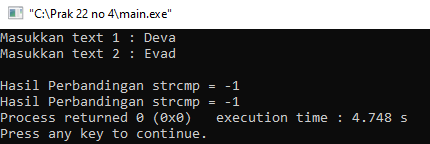 "C:\Prak 22 no 4\main.exe"
Masukkan text 1 : Deva
Masukkan text 2 : Evad
Hasil Perbandingan strcmp = -1
Hasil Perbandingan strcmp = -1
Process returned 0 (0x0)   execution time : 4.748 s
Press any key to continue.